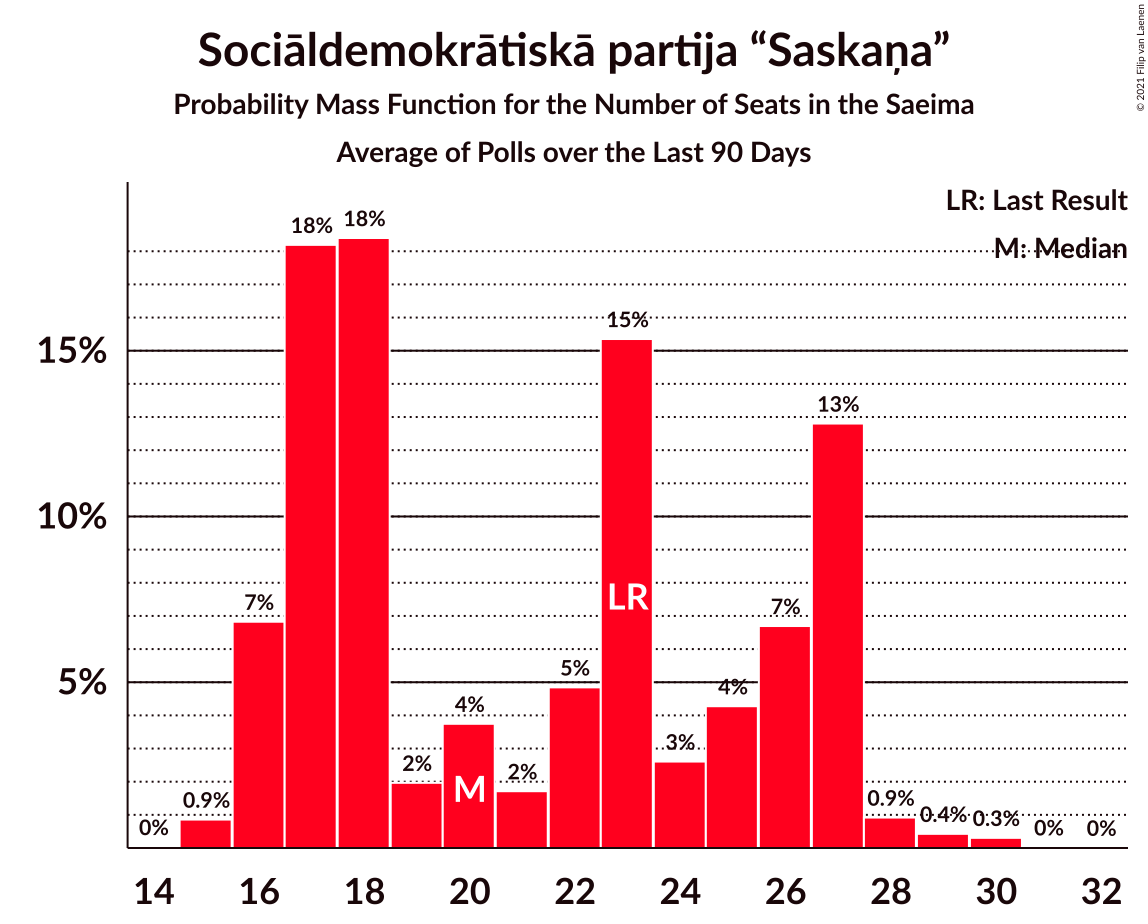 Sociāldemokrātiskā partija “Saskaņa”
Probability Mass Function for the Number of Seats in the Saeima
Average of Polls over the Last 90 Days
© 2021 Filip van Laenen
LR: Last Result
M: Median
15%
10%
5%
0%
0.9%
7%
18%
18%
2%
4%
2%
5%
15%
3%
4%
7%
13%
0.9%
0.4%
0.3%
0%
0%
M
LR
14 16 18 20 22 24 26 28 30 32